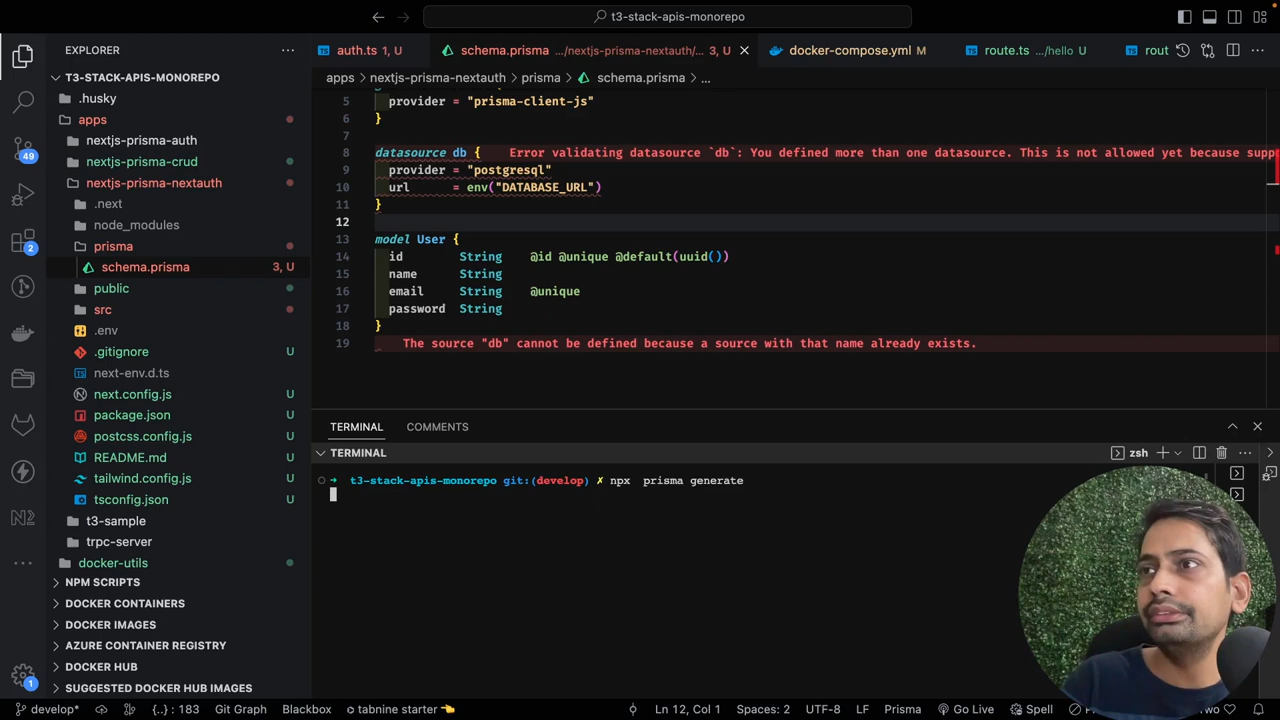 t3-stack-apis-monorepo
EXPLORER
auth.ts 1, U
schema.prisma .../nextjs-prisma-nextauth/... 3, U
docker-compose.yml M
route.ts .../hello U
rout
T3-STACK-APIS-MONOREPO
apps > nextjs-prisma-nextauth > prisma > schema.prisma > ...
.husky
apps
nextjs-prisma-auth
nextjs-prisma-crud
nextjs-prisma-nextauth
.next
node_modules
prisma
schema.prisma 3, U
public
src
.env
.gitignore U
next-env.d.ts
next.config.js U
package.json U
postcss.config.js U
README.md U
tailwind.config.js U
tsconfig.json U
t3-sample
trpc-server
docker-utils
NPM SCRIPTS
DOCKER CONTAINERS
DOCKER IMAGES
AZURE CONTAINER REGISTRY
DOCKER HUB
SUGGESTED DOCKER HUB IMAGES
49
2
1
5 provider = "prisma-client-js"
6 }
7
8 datasource db { Error validating datasource `db`: You defined more than one datasource. This is not allowed yet because supp
9 provider = "postgresql"
10 url = env("DATABASE_URL")
11 }
12
13 model User {
14 id String @id @unique @default(uuid())
15 name String
16 email String @unique
17 password String
18 }
19 The source "db" cannot be defined because a source with that name already exists.
TERMINAL COMMENTS
TERMINAL
zsh
t3-stack-apis-monorepo git:(develop) ✗ npx  prisma generate
develop* {..} : 183 Git Graph Blackbox tabnine starter Ln 12, Col 1 Spaces: 2 UTF-8 LF Prisma Go Live Spell